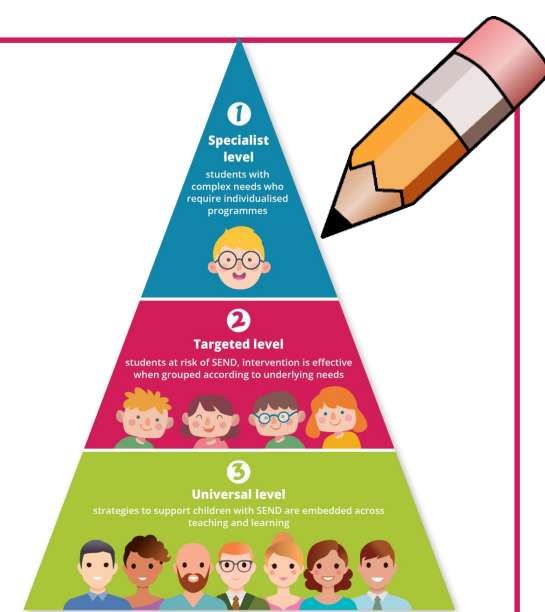 1
Specialist
level
students with
complex needs who
require individualised
programmes
2
Targeted level
students at risk of SEND, intervention is effective
when grouped according to underlying needs
3
Universal level
strategies to support children with SEND are embedded across
teaching and learning